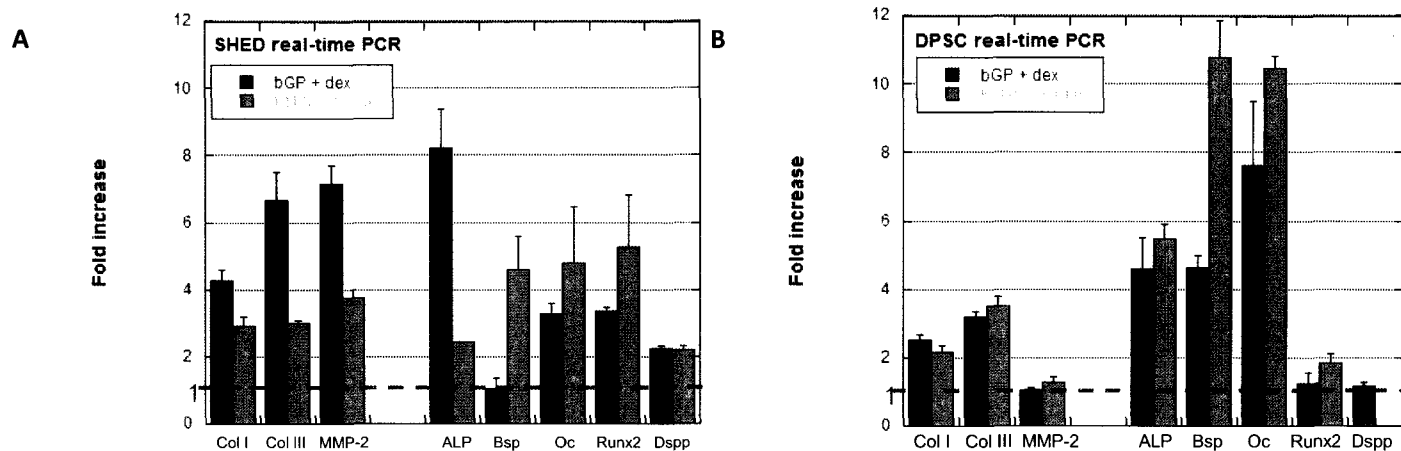 A
SHED real-time PCR
bGP + dex
Fold increase
12
10
8
6
4
2
1
0
Col I Col III MMP-2 ALP Bsp Oc Runx2 Dspp
B
DPSC real-time PCR
bGP + dex
Fold increase
12
10
8
6
4
2
1
0
Col I Col III MMP-2 ALP Bsp Oc Runx2 Dspp